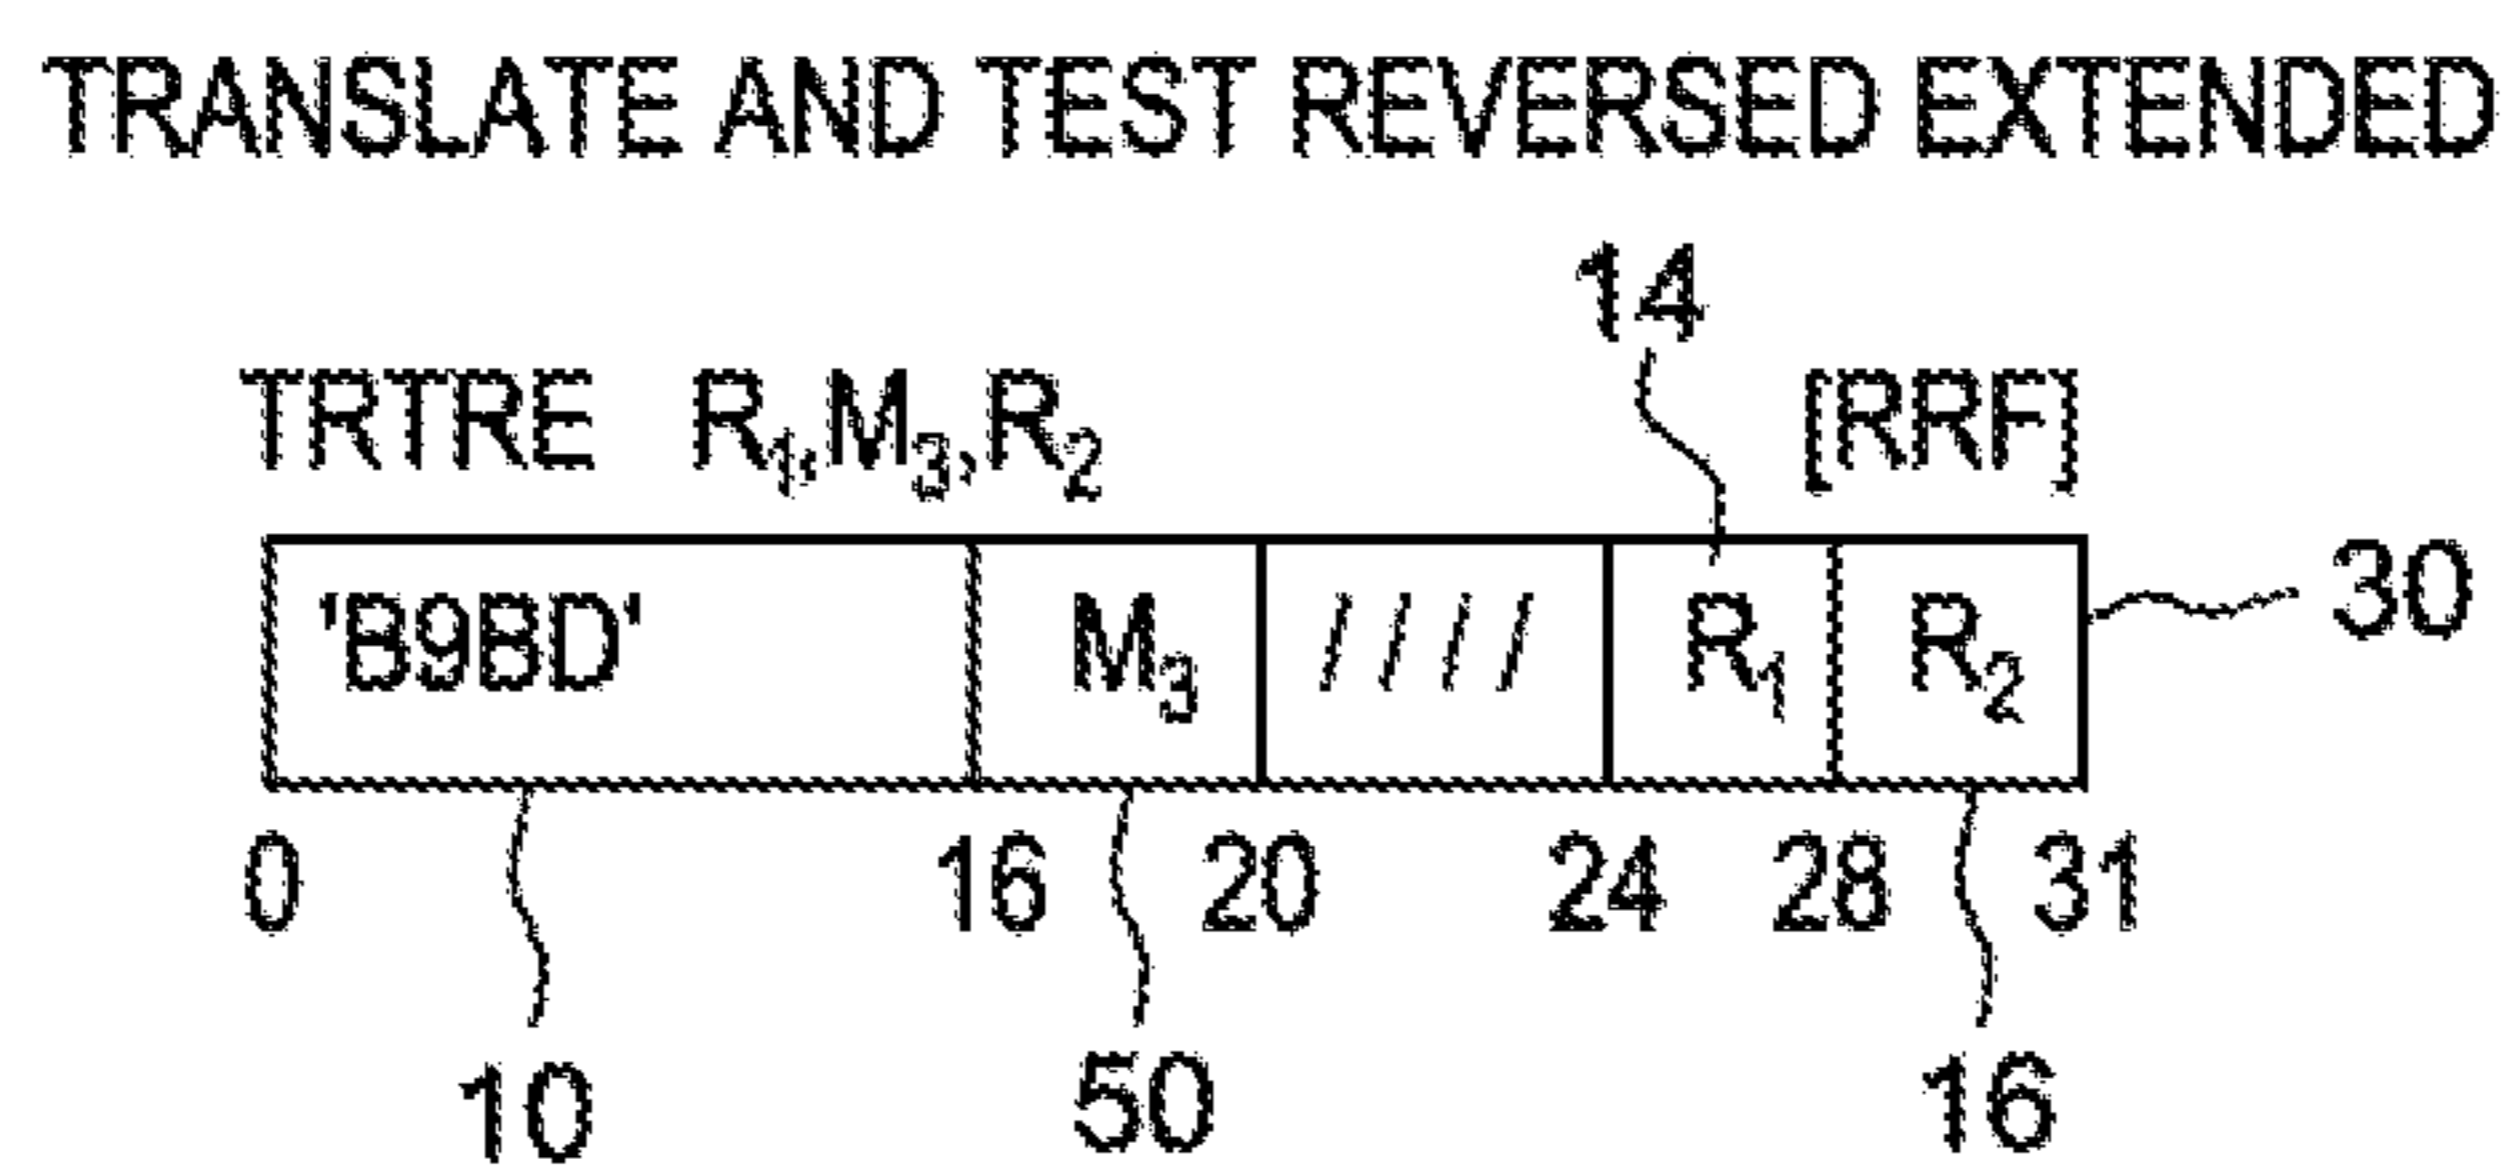 TRANSLATE AND TEST REVERSED EXTENDED
14
TRTRE R1,M3,R2 [RRF]
'B9BD' M3 //// R1 R2 30
0 16 20 24 28 31
10 50 16